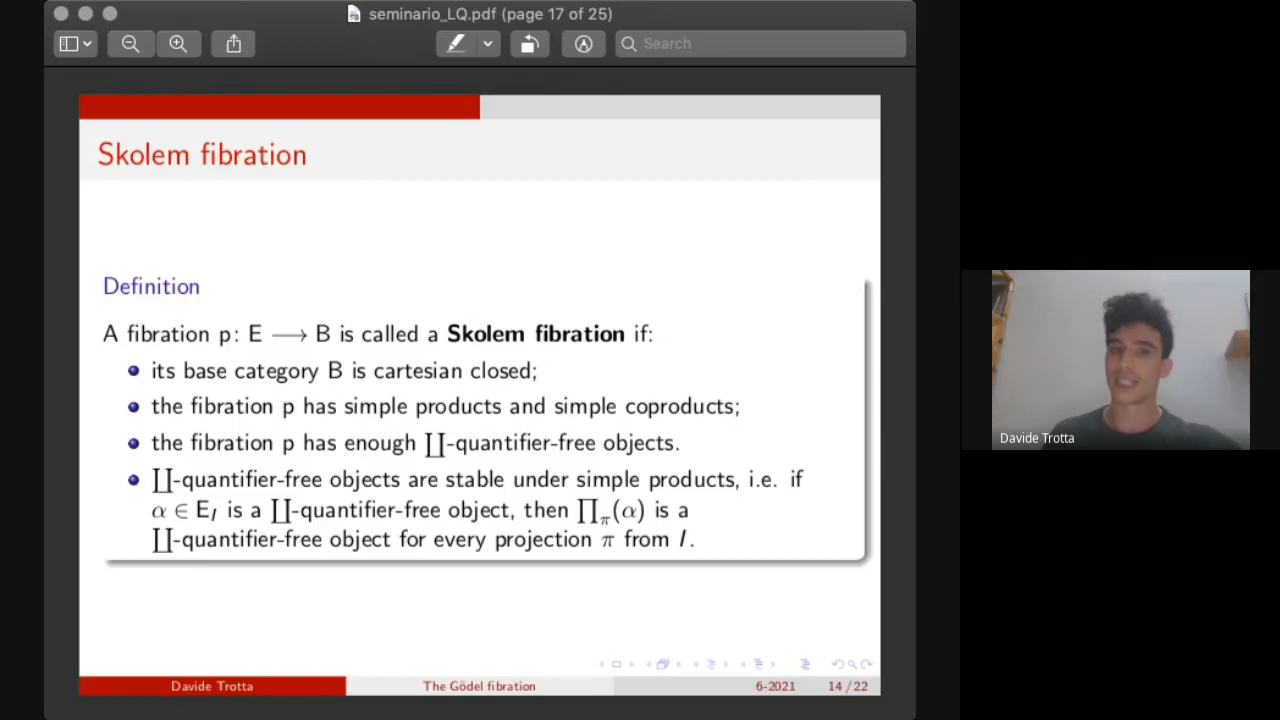 seminario_LQ.pdf (page 17 of 25)
Search
Skolem fibration
Definition
A fibration p: E ⟶ B is called a Skolem fibration if:
its base category B is cartesian closed;
the fibration p has simple products and simple coproducts;
the fibration p has enough ∐-quantifier-free objects.
∐-quantifier-free objects are stable under simple products, i.e. if
α ∈ E_I is a ∐-quantifier-free object, then ∏_π(α) is a
∐-quantifier-free object for every projection π from I.
Davide Trotta
The Gödel fibration
6-2021
14 / 22
Davide Trotta